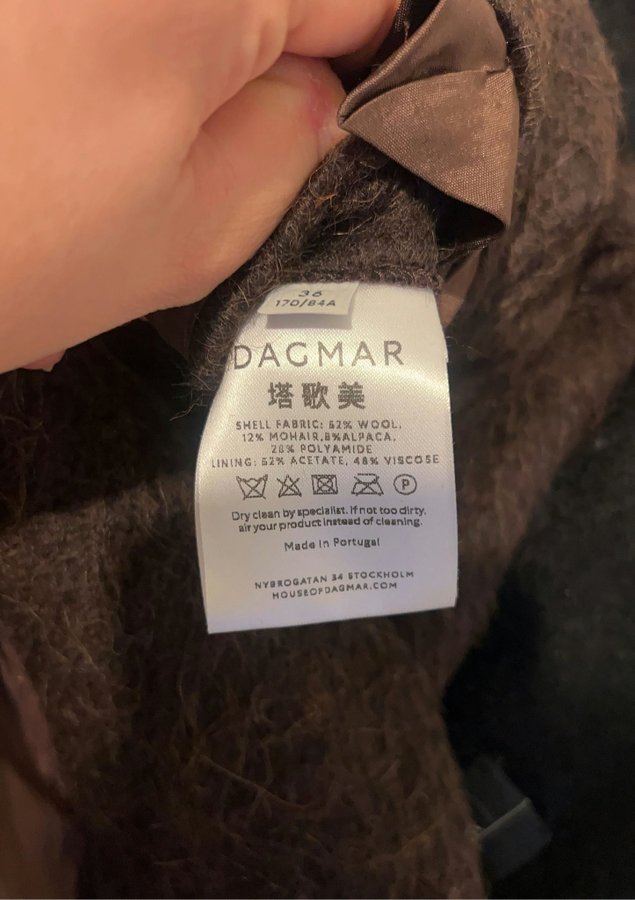 36
170/84A
DAGMAR
塔歌美
SHELL FABRIC: 52% WOOL,
12% MOHAIR,8%ALPACA,
28% POLYAMIDE
LINING: 52% ACETATE, 48% VISCOSE
P
Dry clean by specialist. If not too dirty,
air your product instead of cleaning.
Made in Portugal
NYBROGATAN 34 STOCKHOLM
HOUSEOFDAGMAR.COM